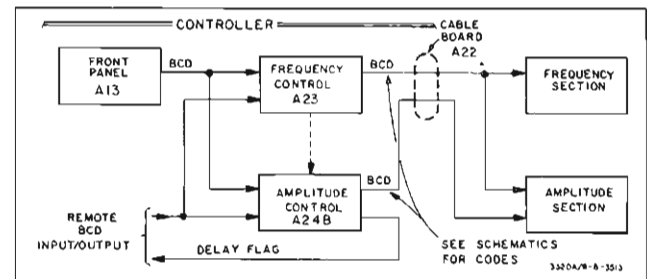 CONTROLLER
CABLE
BOARD
A22
FRONT
PANEL
A13
BCD
FREQUENCY
CONTROL
A23
BCD
FREQUENCY
SECTION
AMPLITUDE
CONTROL
A24B
BCD
AMPLITUDE
SECTION
REMOTE
BCD
INPUT/OUTPUT
DELAY FLAG
SEE SCHEMATICS
FOR CODES
3320A/B-B-3513